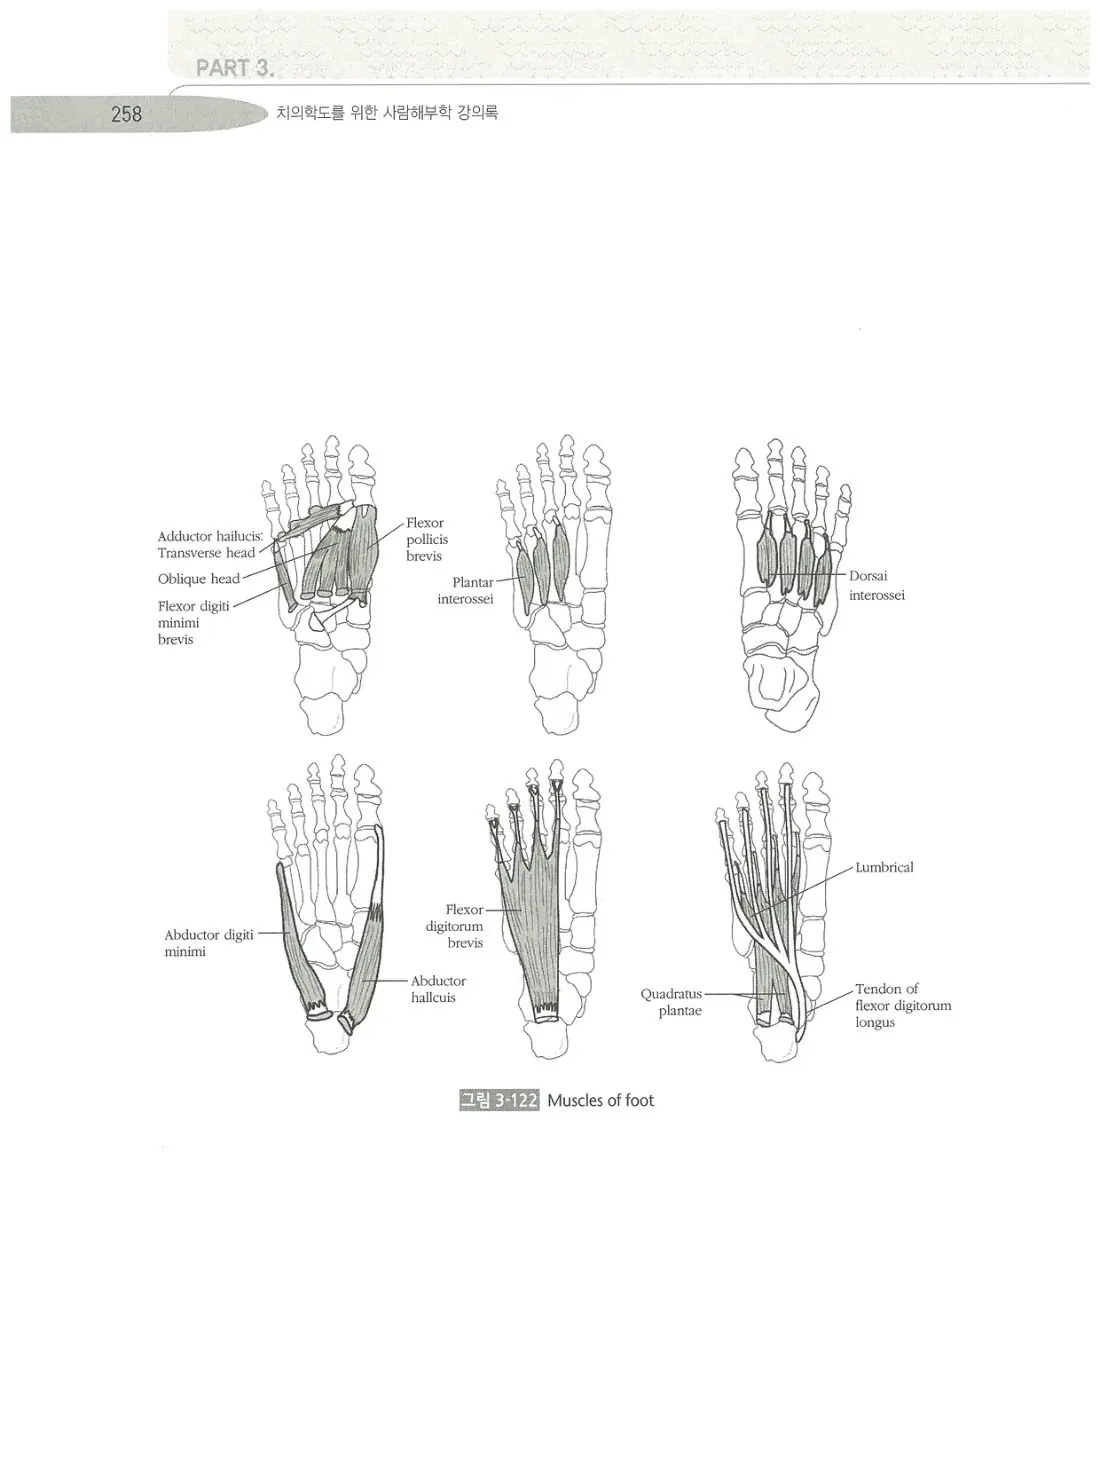 PART 3.
258
치의학도를 위한 사람해부학 강의록
Adductor hailucis:
Transverse head
Oblique head
Flexor digiti
minimi
brevis
Flexor
pollicis
brevis
Plantar
interossei
Dorsai
interossei
Abductor digiti
minimi
Abductor
hallcuis
Flexor
digitorum
brevis
Lumbrical
Quadratus
plantae
Tendon of
flexor digitorum
longus
그림 3-122 Muscles of foot